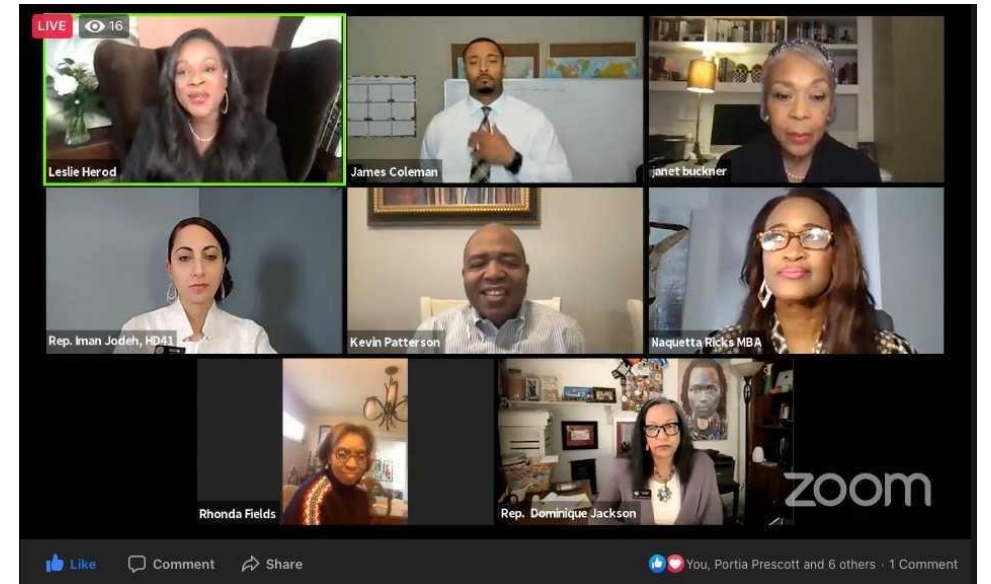 LIVE 16
Leslie Herod
James Coleman
janet buckner
Rep. Iman Jodeh, HD41
Kevin Patterson
Naquetta Ricks MBA
Rhonda Fields
Rep. Dominique Jackson
zoom
Like Comment Share
You, Portia Prescott and 6 others · 1 Comment